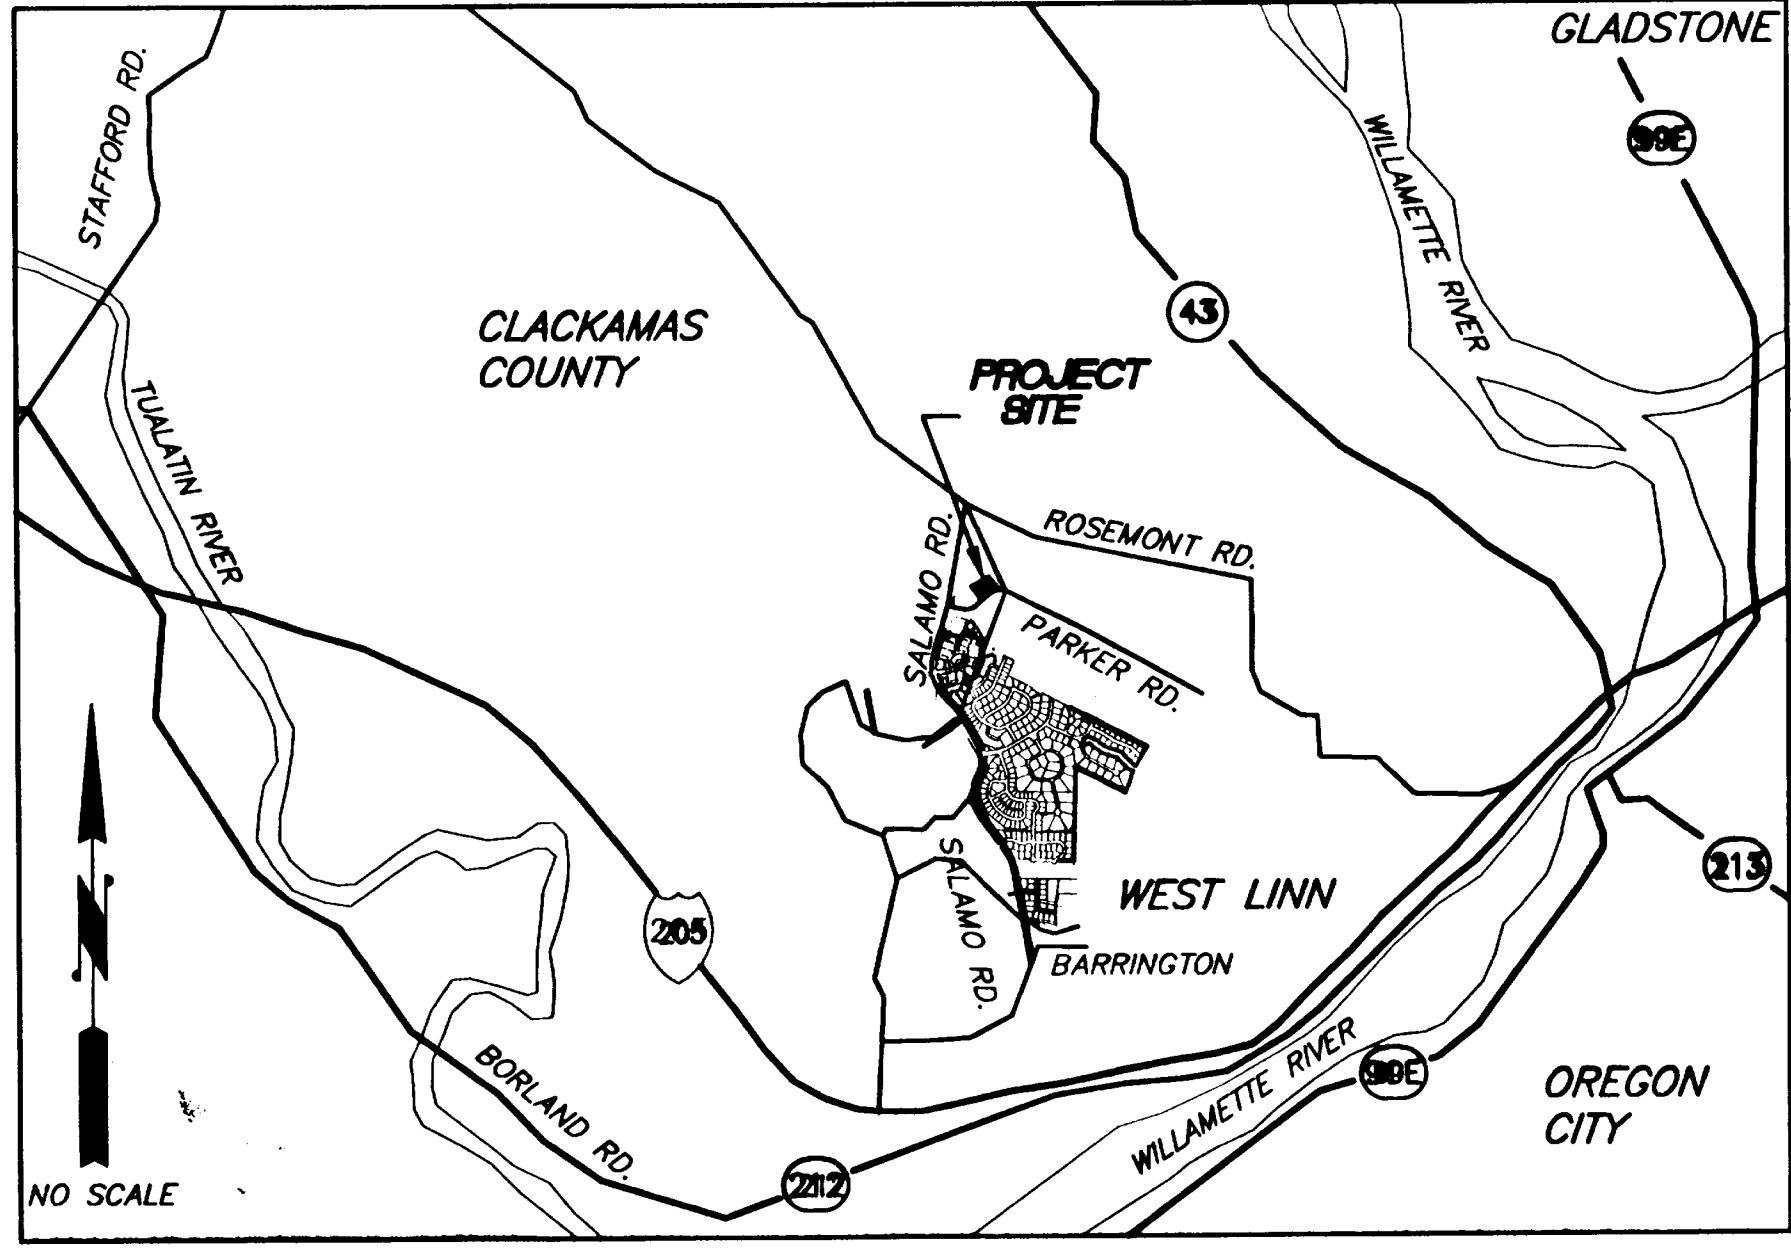 GLADSTONE
STAFFORD RD.
99E
WILLAMETTE RIVER
CLACKAMAS
COUNTY
43
PROJECT
SITE
TUALATIN RIVER
SALAMO RD.
ROSEMONT RD.
PARKER RD.
SALAMO RD.
WEST LINN
213
205
BARRINGTON
N
BORLAND RD.
WILLAMETTE RIVER
99E
OREGON
CITY
212
NO SCALE